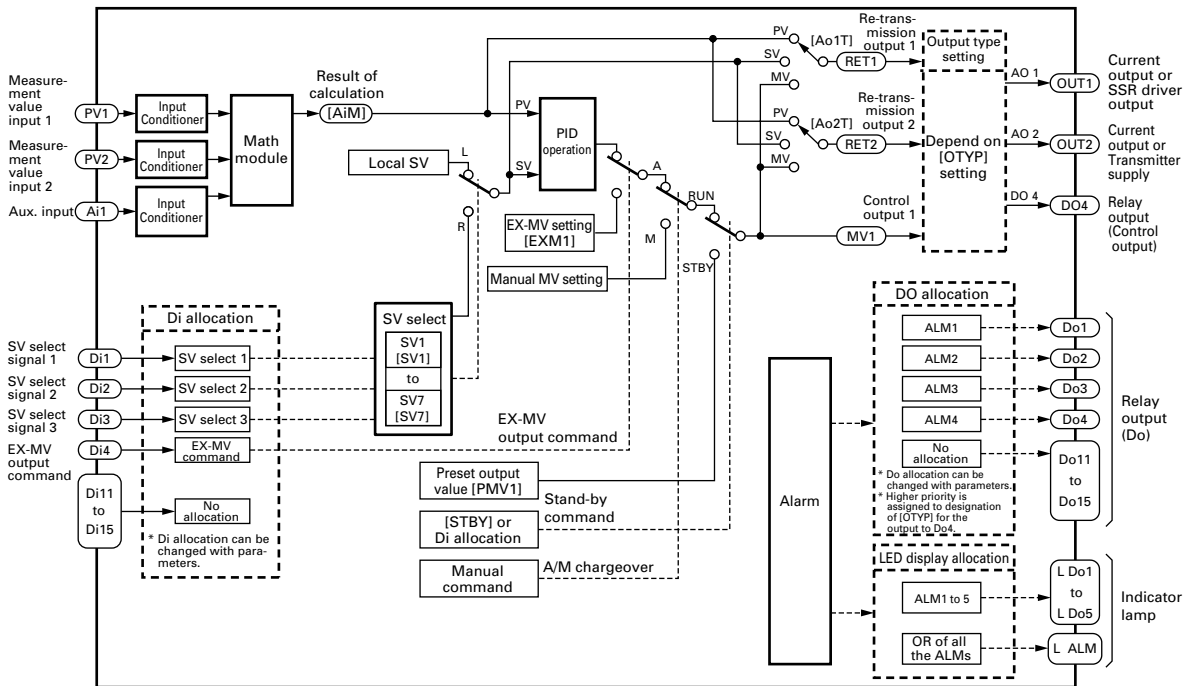 Measure-
ment
value
input 1
PV1
Input
Conditioner
Measure-
ment
value
input 2
PV2
Input
Conditioner
Aux. input
Ai1
Input
Conditioner
Math
module
Result of
calculation
[AiM]
PV
SV
PID
operation
Local SV
L
R
EX-MV setting
[EXM1]
A
M
Manual MV setting
RUN
STBY
PV
SV
MV
[Ao1T]
Re-trans-
mission
output 1
RET1
PV
SV
MV
[Ao2T]
Re-trans-
mission
output 2
RET2
Control
output 1
MV1
Output type
setting
Depend on
[OTYP]
setting
AO 1
OUT1
Current
output or
SSR driver
output
AO 2
OUT2
Current
output or
Transmitter
supply
DO 4
DO4
Relay
output
(Control
output)
SV select
signal 1
Di1
SV select
signal 2
Di2
SV select
signal 3
Di3
EX-MV
output
command
Di4
Di11
to
Di15
Di allocation
SV select 1
SV select 2
SV select 3
EX-MV
command
No
allocation
* Di allocation can be
changed with para-
meters.
SV select
SV1
[SV1]
to
SV7
[SV7]
EX-MV
output command
Preset output
value [PMV1]
Stand-by
command
[STBY] or
Di allocation
A/M chargeover
Manual
command
Alarm
DO allocation
ALM1
ALM2
ALM3
ALM4
No
allocation
* Do allocation can be
changed with parameters.
* Higher priority is
assigned to designation
of [OTYP] for the
output to Do4.
Do1
Do2
Do3
Do4
Do11
to
Do15
Relay
output
(Do)
LED display allocation
ALM1 to 5
OR of all
the ALMs
L Do1
to
L Do5
L ALM
Indicator
lamp